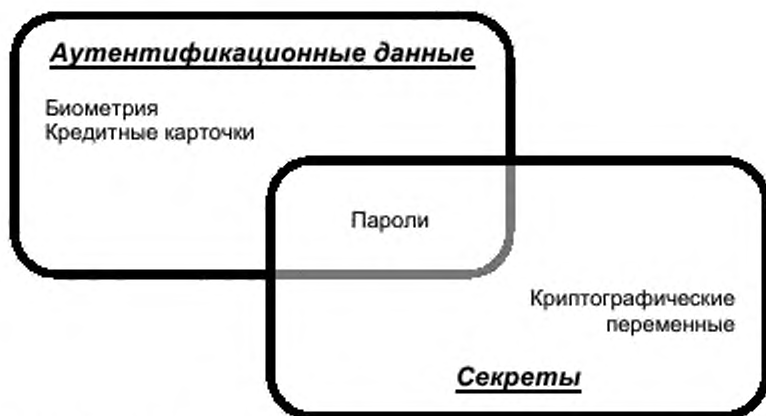 Аутентификационные данные
Биометрия
Кредитные карточки
Пароли
Криптографические
переменные
Секреты